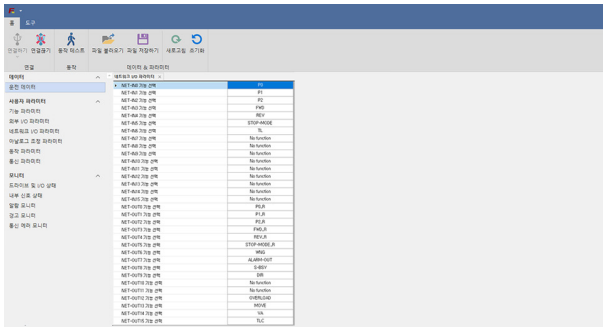 홈 도구
연결하기 연결끊기 동작 테스트 파일 불러오기 파일 저장하기 새로고침 초기화
연결 동작 데이터 & 파라미터
데이터
운전 데이터
사용자 파라미터
기능 파라미터
외부 I/O 파라미터
네트워크 I/O 파라미터
아날로그 조정 파라미터
동작 파라미터
통신 파라미터
모니터
드라이브 및 I/O 상태
내부 신호 상태
알람 모니터
경고 모니터
통신 에러 모니터
네트워크 I/O 파라미터 ×
NET-IN0 기능 선택 P0
NET-IN1 기능 선택 P1
NET-IN2 기능 선택 P2
NET-IN3 기능 선택 FWD
NET-IN4 기능 선택 REV
NET-IN5 기능 선택 STOP-MODE
NET-IN6 기능 선택 TL
NET-IN7 기능 선택 No function
NET-IN8 기능 선택 No function
NET-IN9 기능 선택 No function
NET-IN10 기능 선택 No function
NET-IN11 기능 선택 No function
NET-IN12 기능 선택 No function
NET-IN13 기능 선택 No function
NET-IN14 기능 선택 No function
NET-IN15 기능 선택 No function
NET-OUT0 기능 선택 P0_R
NET-OUT1 기능 선택 P1_R
NET-OUT2 기능 선택 P2_R
NET-OUT3 기능 선택 FWD_R
NET-OUT4 기능 선택 REV_R
NET-OUT5 기능 선택 STOP-MODE_R
NET-OUT6 기능 선택 WNG
NET-OUT7 기능 선택 ALARM-OUT
NET-OUT8 기능 선택 S-BSY
NET-OUT9 기능 선택 DIR
NET-OUT10 기능 선택 No function
NET-OUT11 기능 선택 No function
NET-OUT12 기능 선택 OVERLOAD
NET-OUT13 기능 선택 MOVE
NET-OUT14 기능 선택 VA
NET-OUT15 기능 선택 TLC